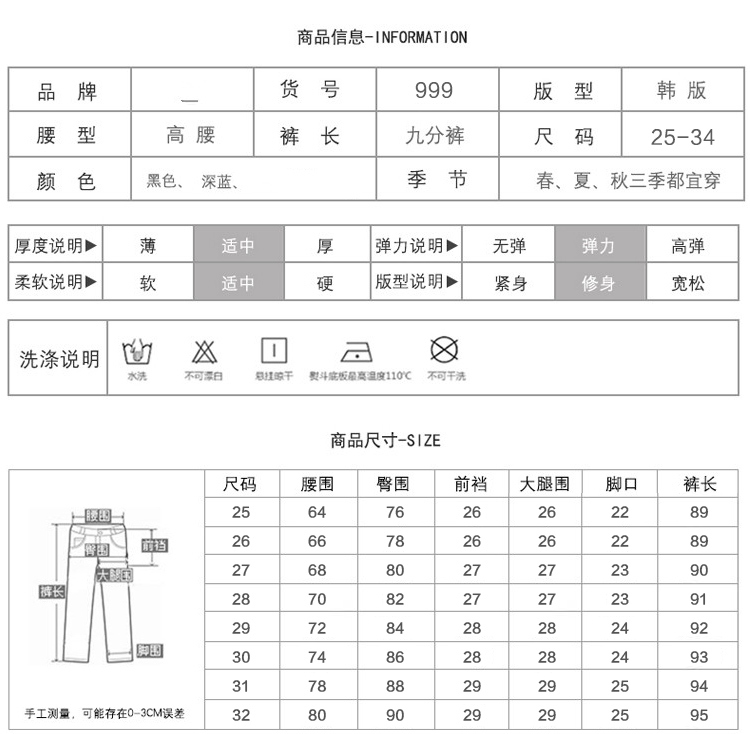 商品信息-INFORMATION
品 牌 __ 货 号 999 版 型 韩 版
腰 型 高 腰 裤 长 九分裤 尺 码 25-34
颜 色 黑色、 深蓝、 季 节 春、夏、秋三季都宜穿
厚度说明▶ 薄 适中 厚 弹力说明▶ 无弹 弹力 高弹
柔软说明▶ 软 适中 硬 版型说明▶ 紧身 修身 宽松
洗涤说明
水洗 不可漂白 悬挂晾干 熨斗底板最高温度110℃ 不可干洗
商品尺寸-SIZE
尺码 腰围 臀围 前裆 大腿围 脚口 裤长
25 64 76 26 26 22 89
26 66 78 26 26 22 89
27 68 80 27 27 23 90
28 70 82 27 27 23 91
29 72 84 28 28 24 92
30 74 86 28 28 24 93
31 78 88 29 29 25 94
32 80 90 29 29 25 95
腰围
前裆
臀围
大腿围
裤长
脚围
手工测量，可能存在0-3CM误差